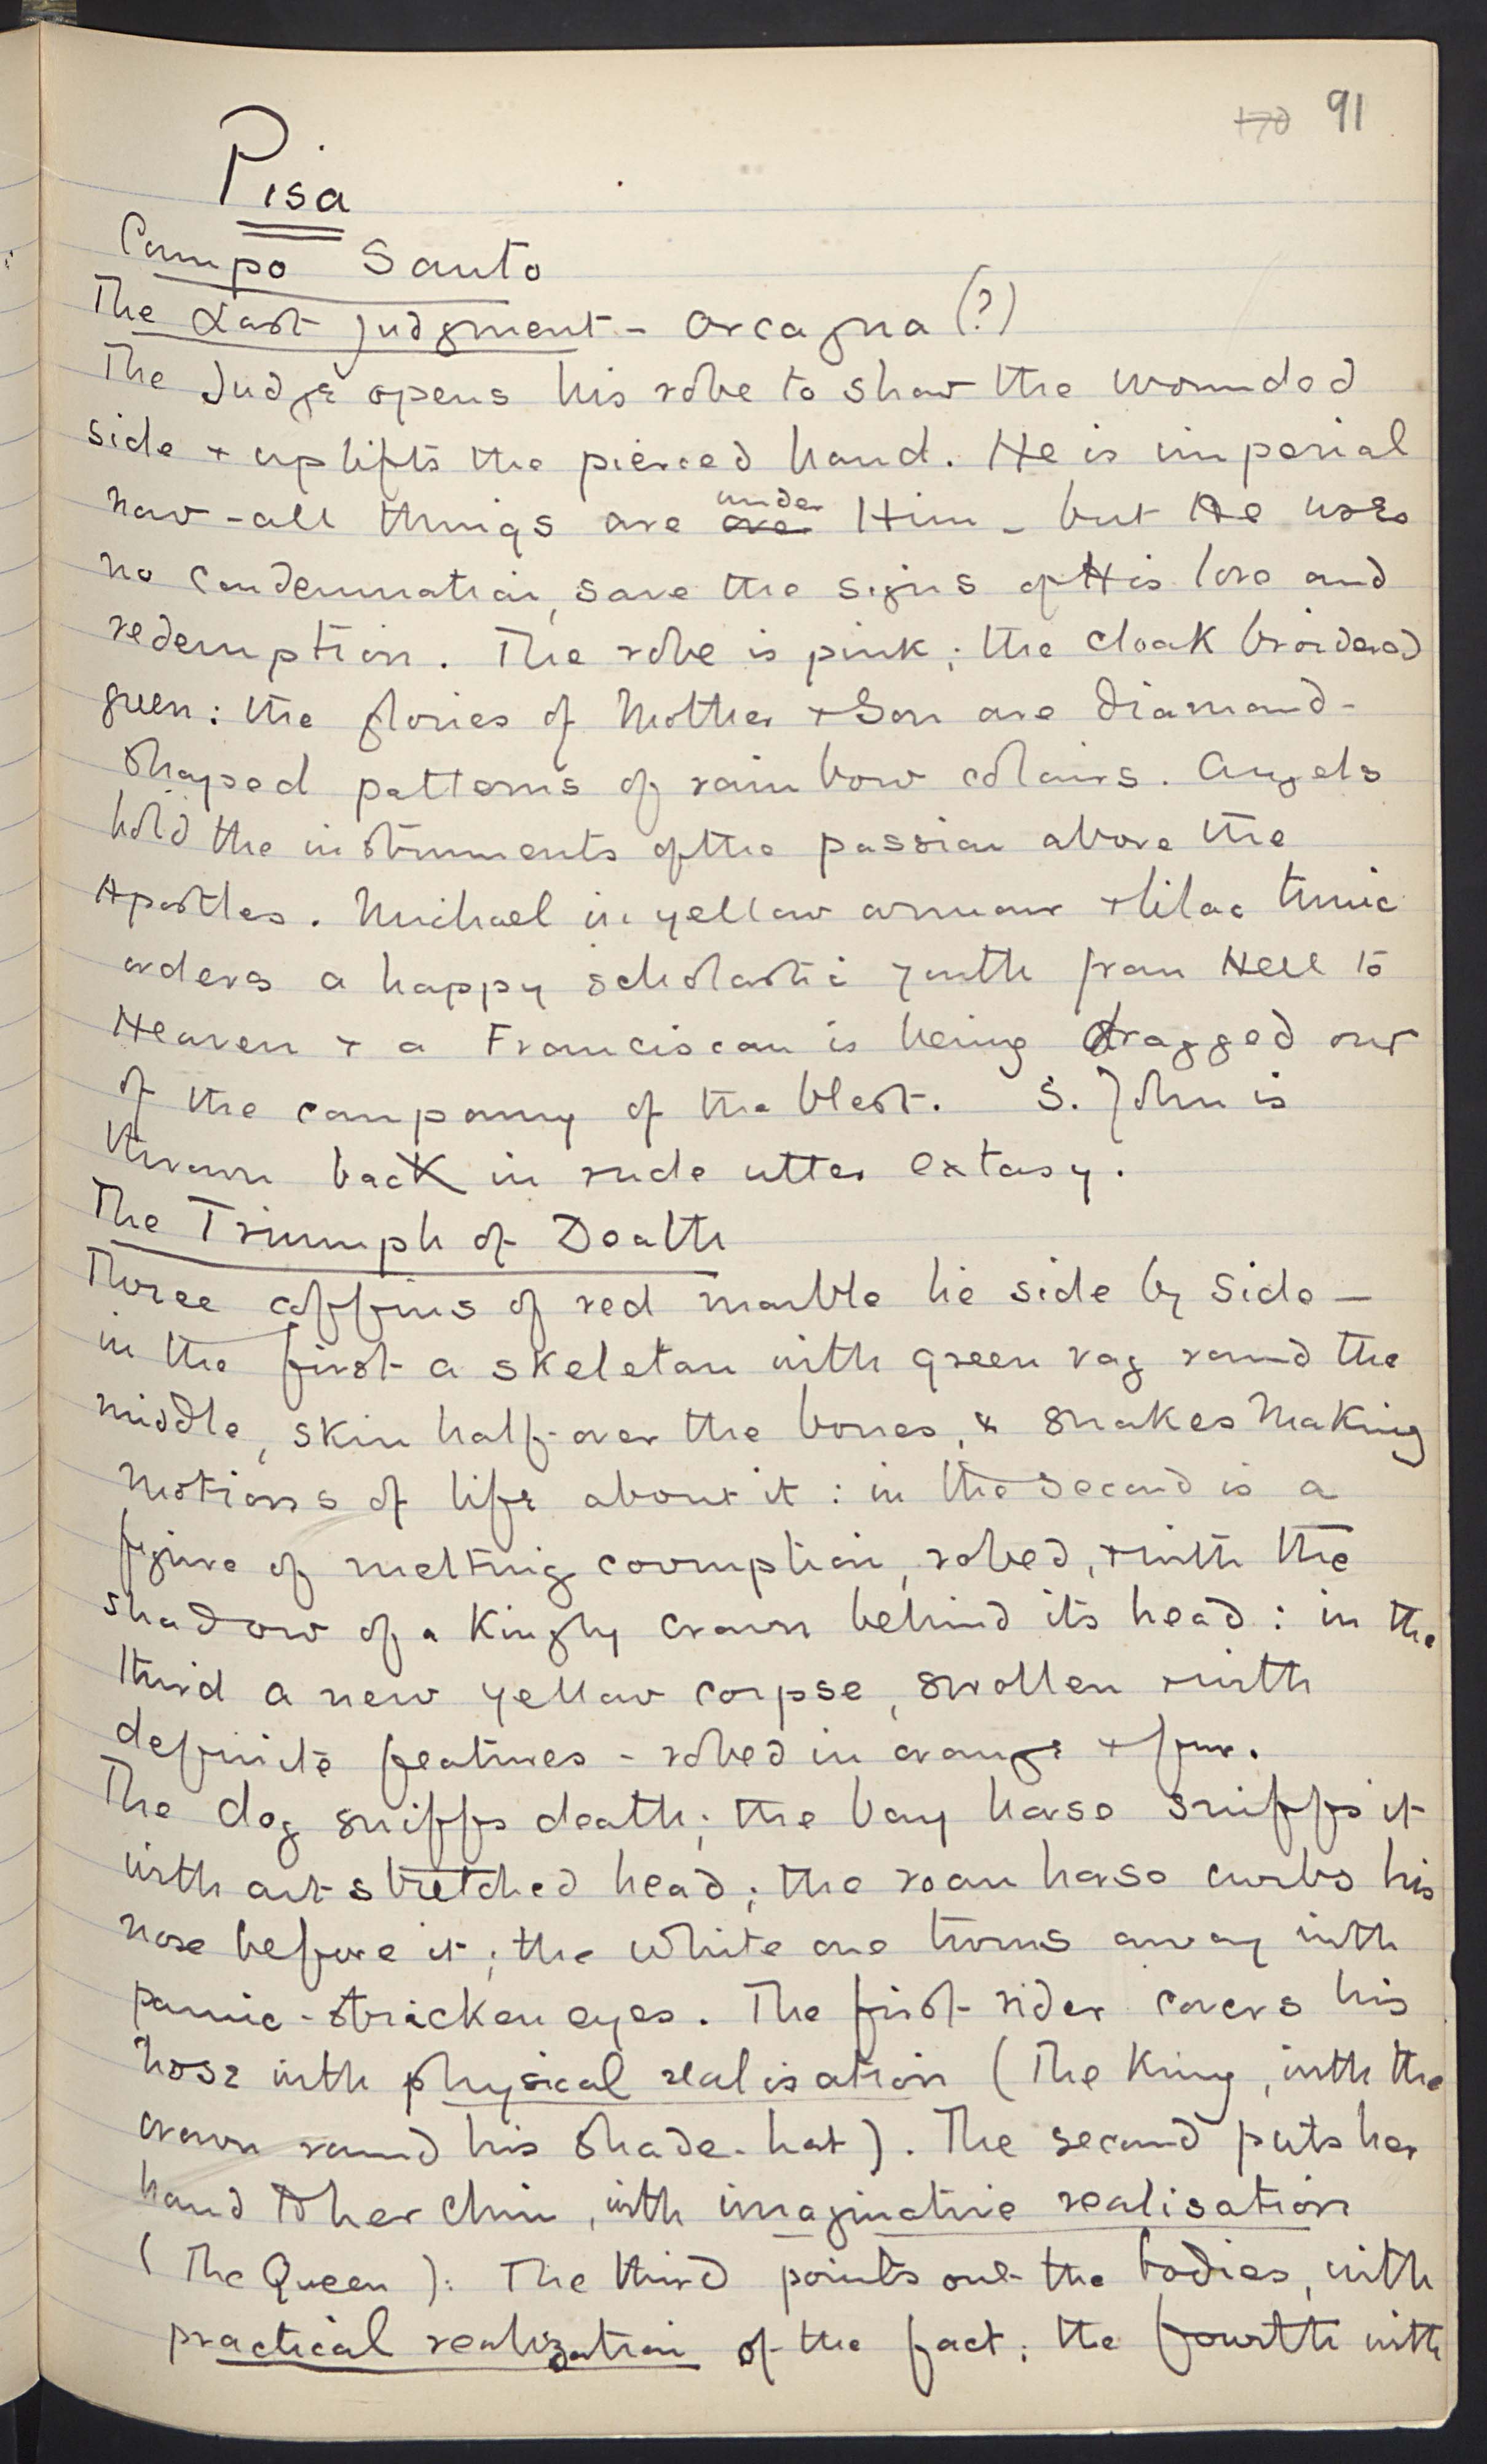 170 91
Pisa
Campo Santo
The Last Judgment - Orcagna (?)
The Judge opens his robe to show the wounded
side + uplifts the pierced hand. He is imperial
now - all things are over under Him - but He uses
no condemnation, save the signs of His love and
redemption. The robe is pink; the cloak broidered
green: the glories of Mother + Son are diamond-
shaped patterns of rainbow colours. Angels
hold the instruments of the passion above the
Apostles. Michael in yellow armour + lilac tunic
orders a happy scholastic youth from Hell to
Heaven + a Franciscan is being dragged out
of the company of the blest. S. John is
thrown back in rude utter extasy.
The Triumph of Death
Three coffins of red marble lie side by side —
in the first a skeleton with green rag round the
middle, skin half-over the bones, & snakes making
motions of life about it: in the second is a
figure of melting corruption, robed, + with the
shadow of a Kingly crown behind its head: in the
third a new yellow corpse, swollen + with
definite features - robed in orange + fur.
The dog sniffs death; the bay horse sniffs it
with out-stretched head; the roan horse curbs his
nose before it; the white one turns away with
panic-stricken eyes. The first rider covers his
nose with physical realisation (The King, with the
crown round his shade-hat). The second puts her
hand to her chin, with imaginative realisation
(The Queen): The third points out the bodies, with
practical realization of the fact: the fourth with